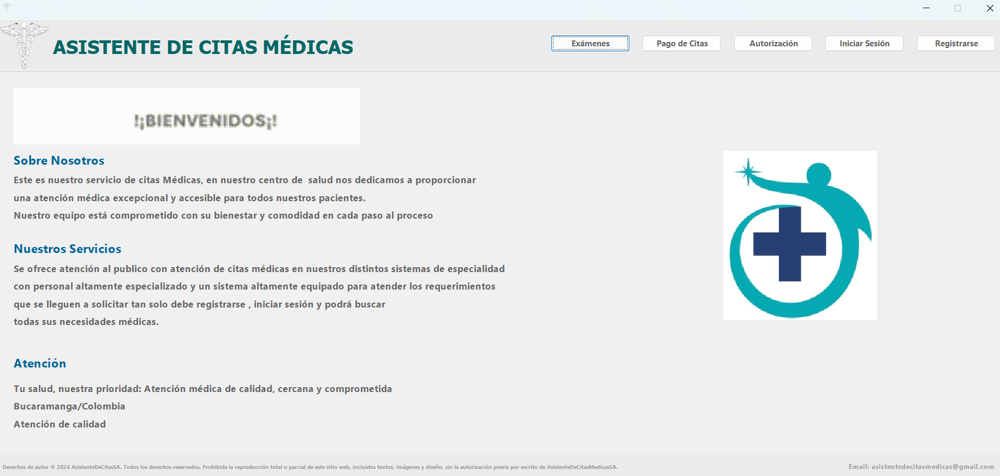 ASISTENTE DE CITAS MÉDICAS
Exámenes
Pago de Citas
Autorización
Iniciar Sesión
Registrarse
!¡BIENVENIDOS¡!
Sobre Nosotros
Este es nuestro servicio de citas Médicas, en nuestro centro de  salud nos dedicamos a proporcionar
una atención médica excepcional y accesible para todos nuestros pacientes.
Nuestro equipo está comprometido con su bienestar y comodidad en cada paso al proceso
Nuestros Servicios
Se ofrece atención al publico con atención de citas médicas en nuestros distintos sistemas de especialidad
con personal altamente especializado y un sistema altamente equipado para atender los requerimientos
que se lleguen a solicitar tan solo debe registrarse , iniciar sesión y podrá buscar
todas sus necesidades médicas.
Atención
Tu salud, nuestra prioridad: Atención médica de calidad, cercana y comprometida
Bucaramanga/Colombia
Atención de calidad
Derechos de autor © 2024 AsistenteDeCitasSA. Todos los derechos reservados. Prohibida la reproducción total o parcial de este sitio web, incluidos textos, imágenes y diseño, sin la autorización previa por escrito de AsistenteDeCitasMedicasSA.
Email: asistentedecitasmedicas@gmail.com